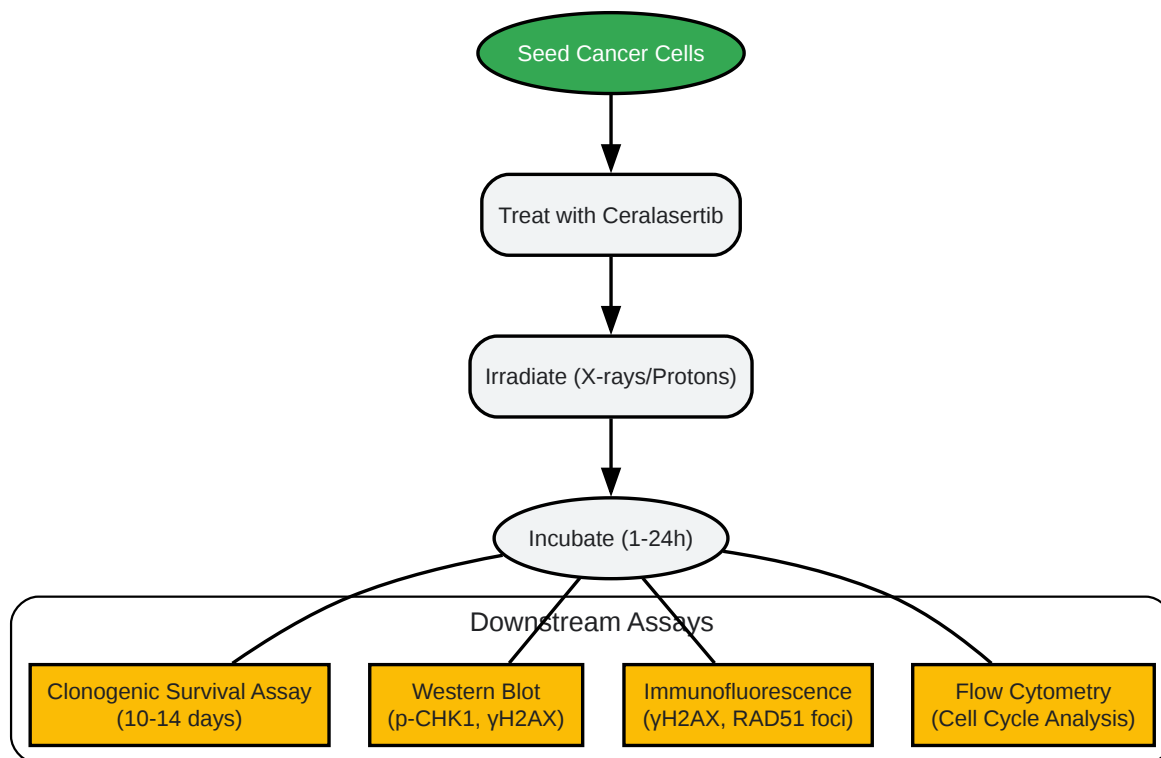 Seed Cancer Cells
Treat with Ceralasertib
Irradiate (X-rays/Protons)
Incubate (1-24h)
Downstream Assays
Clonogenic Survival Assay
(10-14 days)
Western Blot
(p-CHK1, γH2AX)
Immunofluorescence
(γH2AX, RAD51 foci)
Flow Cytometry
(Cell Cycle Analysis)